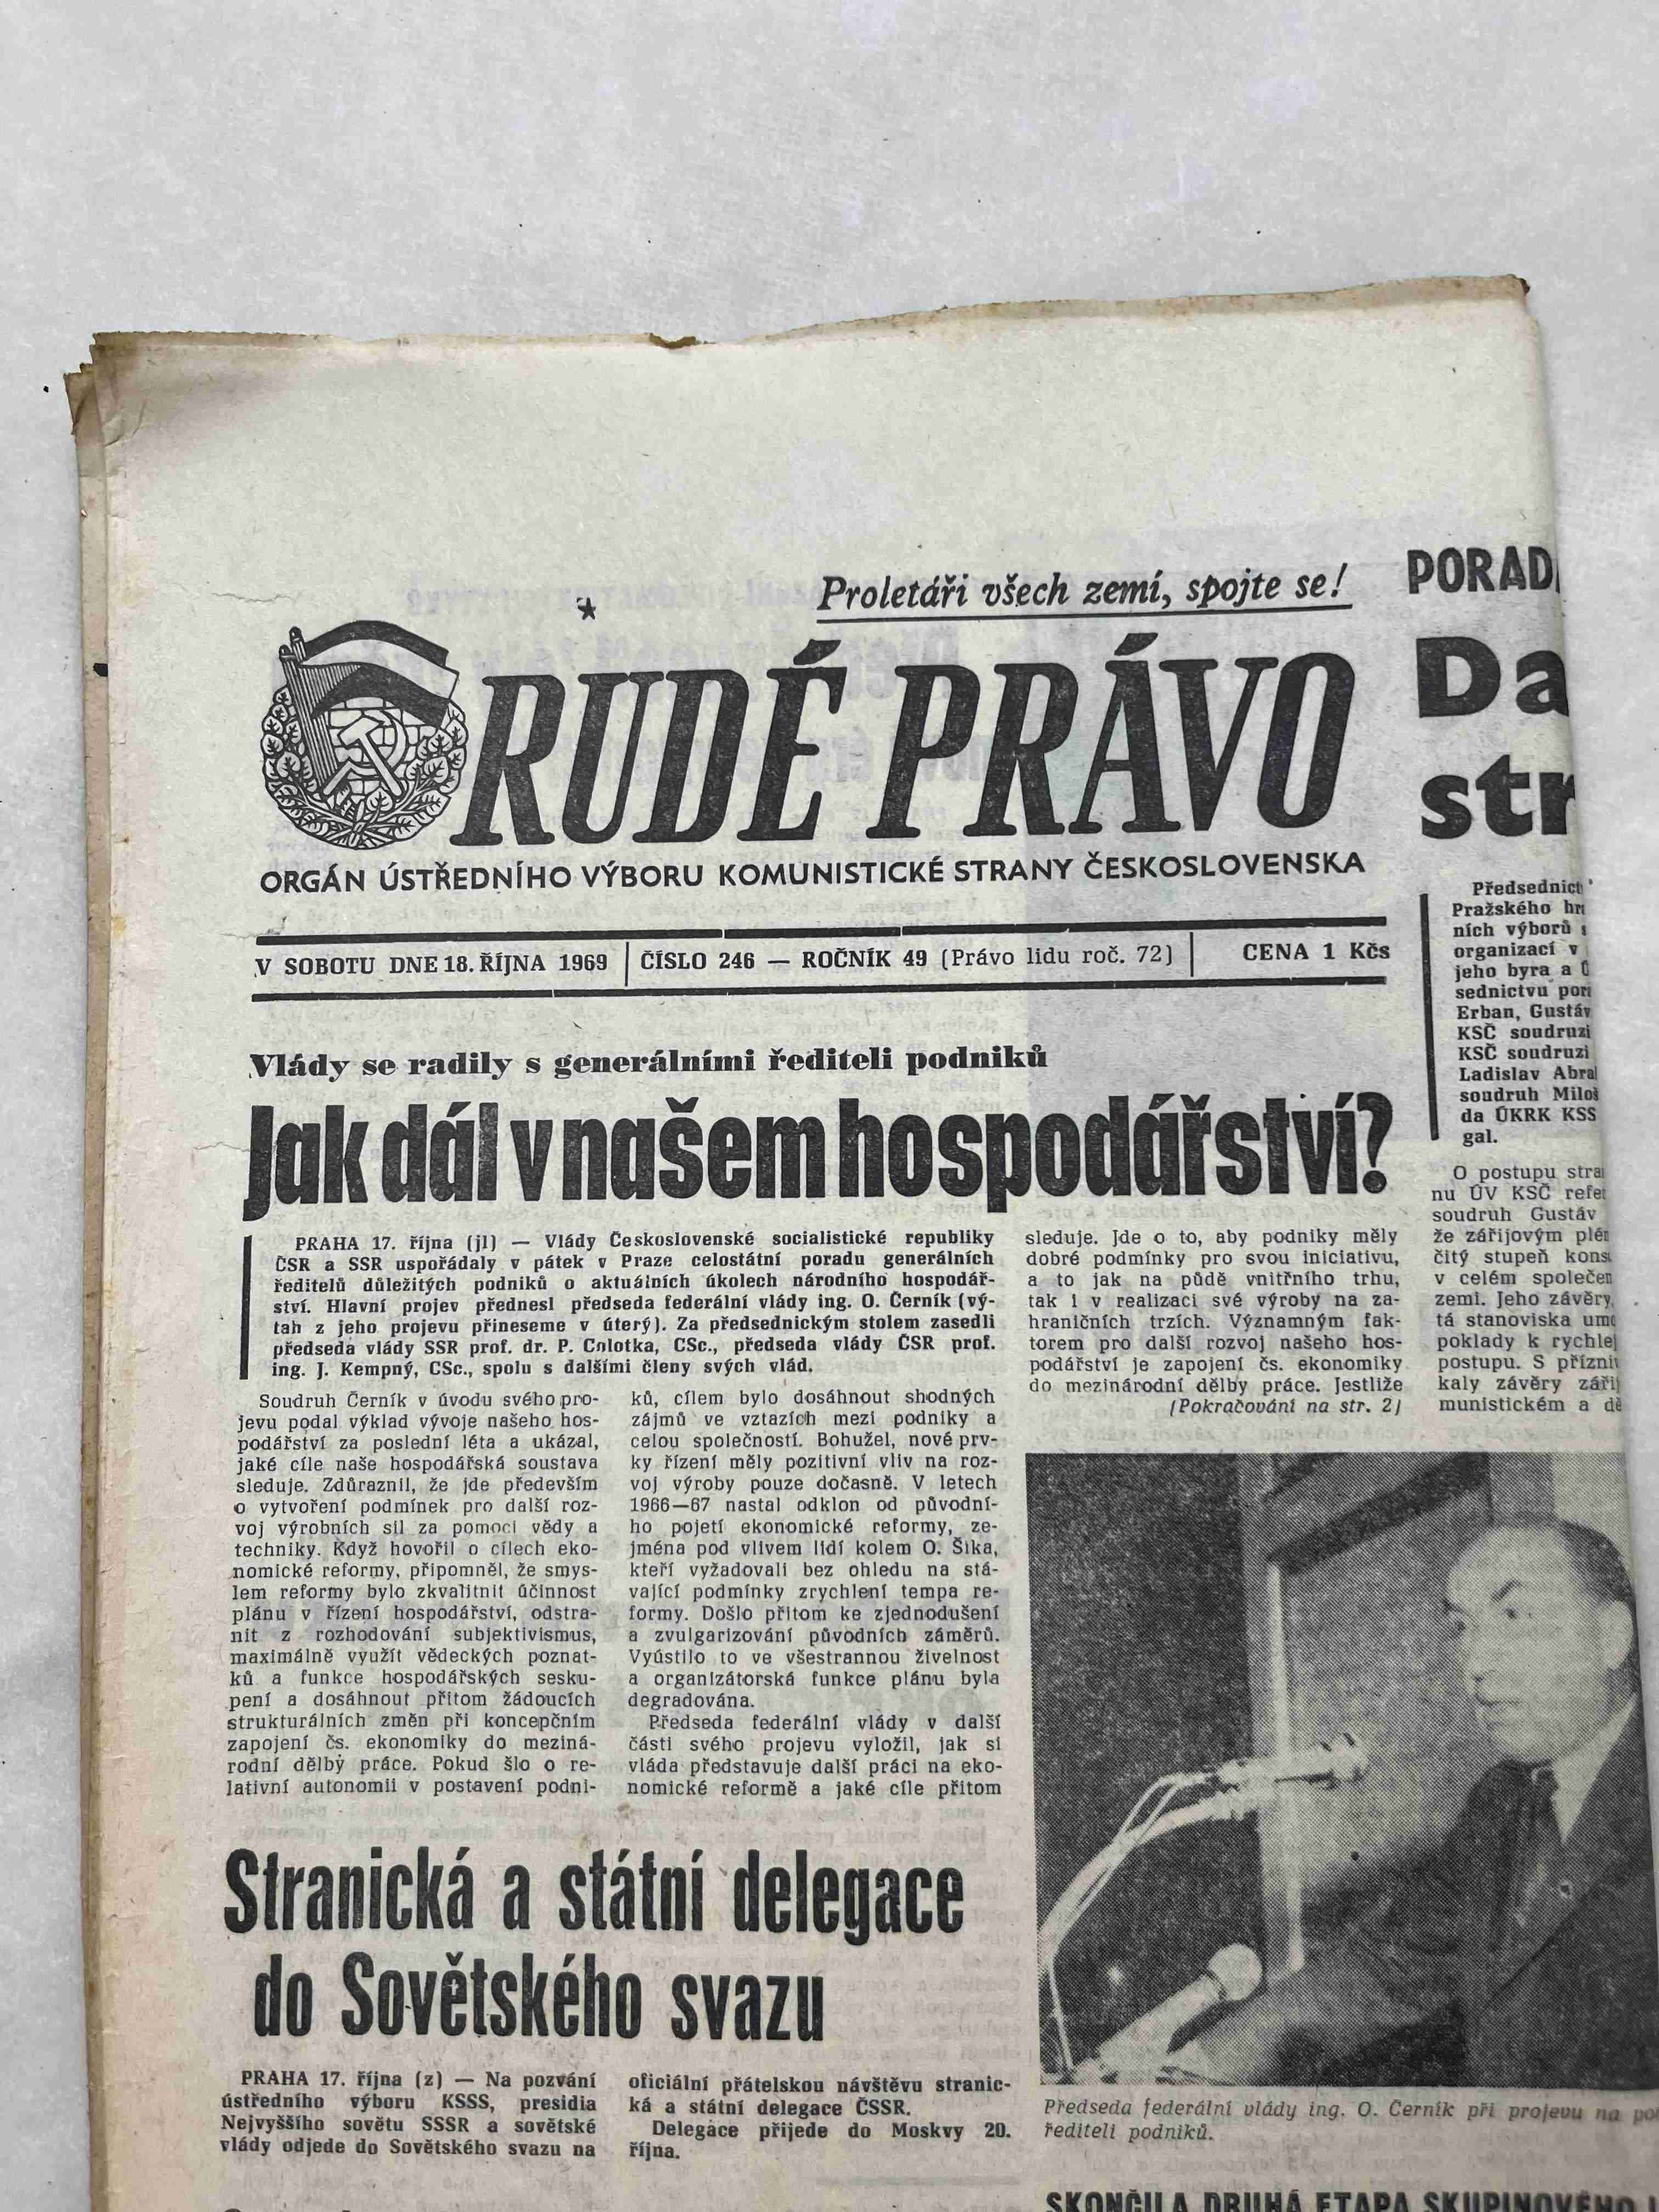 Proletáři všech zemí, spojte se!
RUDÉ PRÁVO
ORGÁN ÚSTŘEDNÍHO VÝBORU KOMUNISTICKÉ STRANY ČESKOSLOVENSKA
V SOBOTU DNE 18. ŘÍJNA 1969
ČÍSLO 246 — ROČNÍK 49 (Právo lidu roč. 72)
CENA 1 Kčs
Vlády se radily s generálními řediteli podniků
Jak dál v našem hospodářství?
PRAHA 17. října (jl) — Vlády Československé socialistické republiky
ČSR a SSR uspořádaly v pátek v Praze celostátní poradu generálních
ředitelů důležitých podniků o aktuálních úkolech národního hospodář-
ství. Hlavní projev přednesl předseda federální vlády ing. O. Černík (vý-
tah z jeho projevu přineseme v úterý). Za předsednickým stolem zasedli
předseda vlády SSR prof. dr. P. Colotka, CSc., předseda vlády ČSR prof.
ing. J. Kempný, CSc., spolu s dalšími členy svých vlád.
Soudruh Černík v úvodu svého pro-
jevu podal výklad vývoje našeho hos-
podářství za poslední léta a ukázal,
jaké cíle naše hospodářská soustava
sleduje. Zdůraznil, že jde především
o vytvoření podmínek pro další roz-
voj výrobních sil za pomoci vědy a
techniky. Když hovořil o cílech eko-
nomické reformy, připomněl, že smys-
lem reformy bylo zkvalitnit účinnost
plánu v řízení hospodářství, odstra-
nit z rozhodování subjektivismus,
maximálně využít vědeckých poznat-
ků a funkce hospodářských sesku-
pení a dosáhnout přitom žádoucích
strukturálních změn při koncepčním
zapojení čs. ekonomiky do meziná-
rodní dělby práce. Pokud šlo o re-
lativní autonomii v postavení podni-
ků, cílem bylo dosáhnout shodných
zájmů ve vztazích mezi podniky a
celou společností. Bohužel, nové prv-
ky řízení měly pozitivní vliv na roz-
voj výroby pouze dočasně. V letech
1966—67 nastal odklon od původní-
ho pojetí ekonomické reformy, ze-
jména pod vlivem lidí kolem O. Šika,
kteří vyžadovali bez ohledu na stá-
vající podmínky zrychlení tempa re-
formy. Došlo přitom ke zjednodušení
a zvulgarizování původních záměrů.
Vyústilo to ve všestrannou živelnost
a organizátorská funkce plánu byla
degradována.
Předseda federální vlády v další
části svého projevu vyložil, jak si
vláda představuje další práci na eko-
nomické reformě a jaké cíle přitom
sleduje. Jde o to, aby podniky měly
dobré podmínky pro svou iniciativu,
a to jak na půdě vnitřního trhu,
tak i v realizaci své výroby na za-
hraničních trzích. Významným fak-
torem pro další rozvoj našeho hos-
podářství je zapojení čs. ekonomiky
do mezinárodní dělby práce. Jestliže
(Pokračování na str. 2)
Předseda federální vlády ing. O. Černík při projevu na po
řediteli podniků.
Stranická a státní delegace
do Sovětského svazu
PRAHA 17. října (z) — Na pozvání
ústředního výboru KSSS, presidia
Nejvyššího sovětu SSSR a sovětské
vlády odjede do Sovětského svazu na
oficiální přátelskou návštěvu stranic-
ká a státní delegace ČSSR.
Delegace přijede do Moskvy 20.
října.
PORAD
Da
str
Předsednict
Pražského
ních výborů
organizací v
jeho byra a
sednictvu
Erban, Gustáv
KSČ soudruzi
KSČ soudruzi
Ladislav
soudruh Miloš
da ÚKRK KSS
gal.
O postupu
nu ÚV KSČ
soudruh Gustáv
že zářijovým
čitý stupeň
v celém
zemi. Jeho závěry,
tá stanoviska
poklady k
postupu. S
kaly závěry
munistickém a
SKONČILA DRUHÁ ETAPA SKUPINOVÉHO